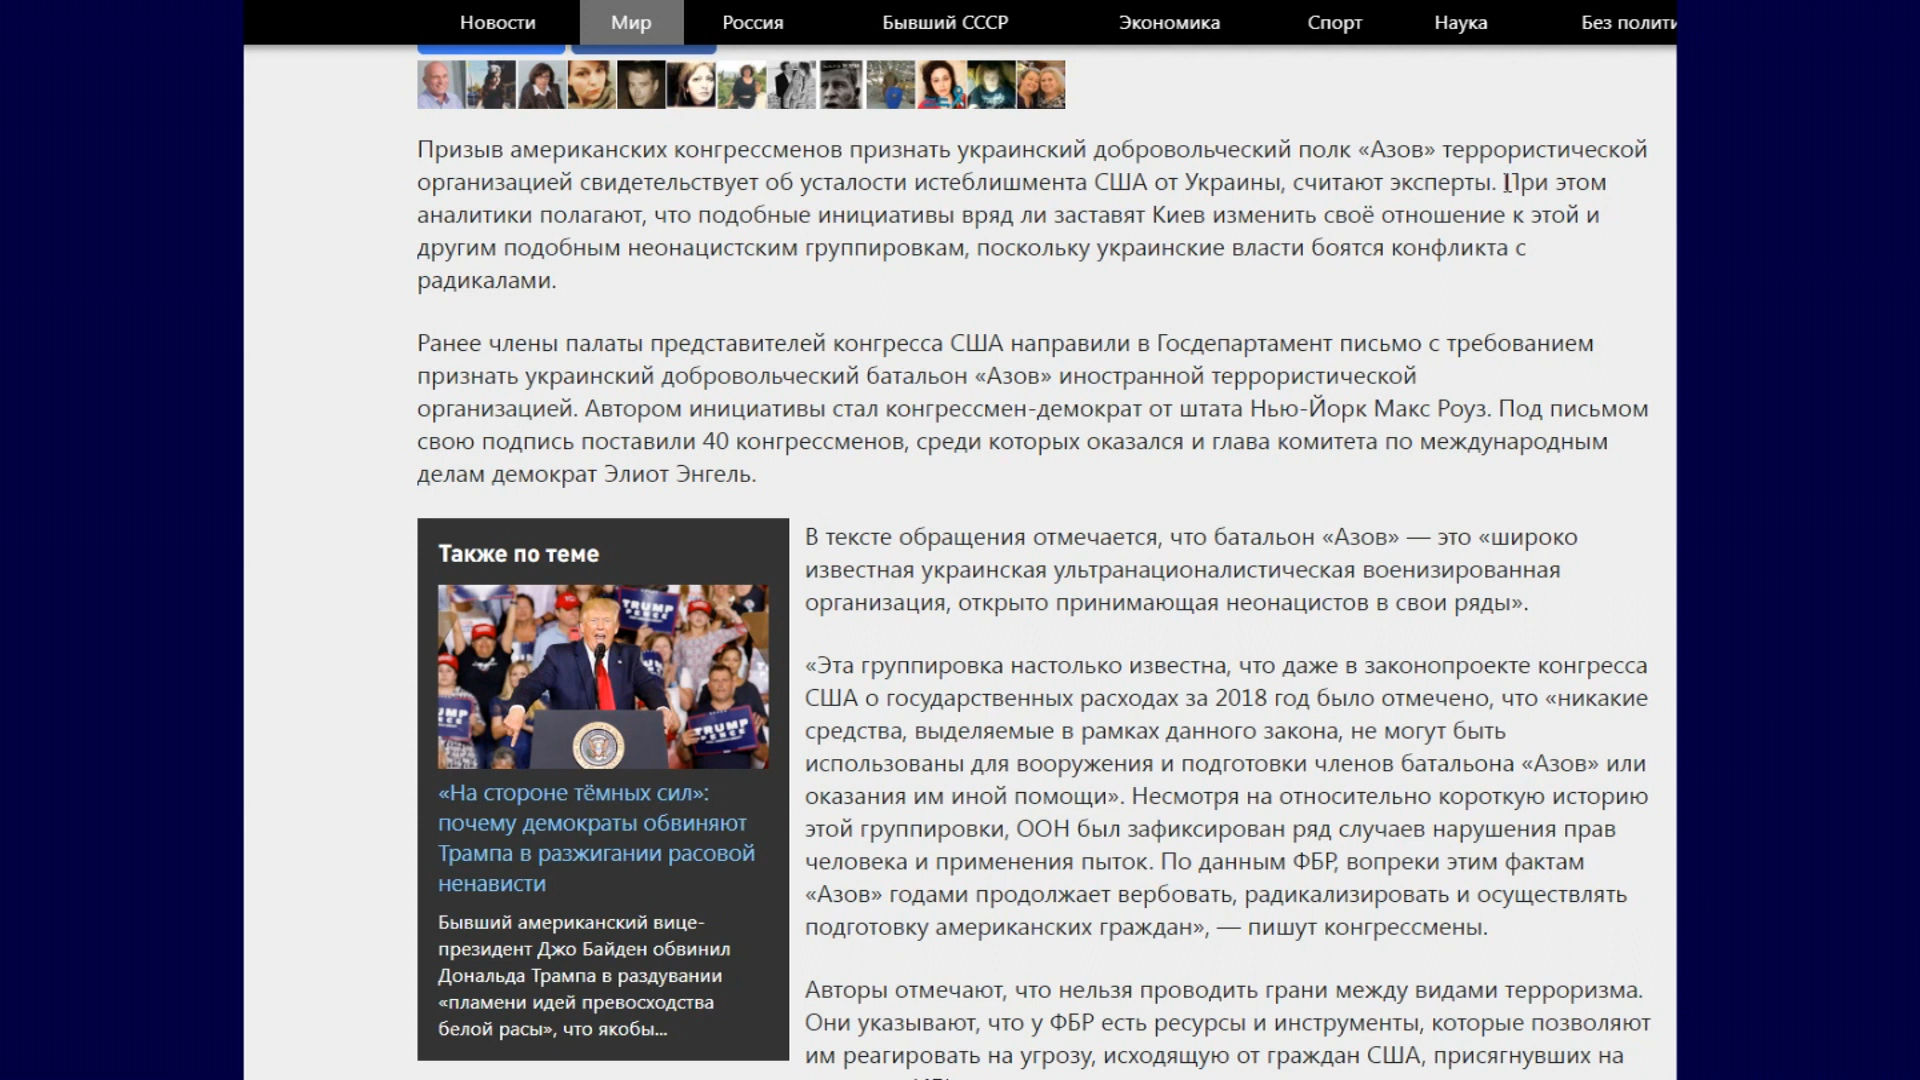 Новости Мир Россия Бывший СССР Экономика Спорт Наука Без полити
Призыв американских конгрессменов признать украинский добровольческий полк «Азов» террористической
организацией свидетельствует об усталости истеблишмента США от Украины, считают эксперты. При этом
аналитики полагают, что подобные инициативы вряд ли заставят Киев изменить своё отношение к этой и
другим подобным неонацистским группировкам, поскольку украинские власти боятся конфликта с
радикалами.
Ранее члены палаты представителей конгресса США направили в Госдепартамент письмо с требованием
признать украинский добровольческий батальон «Азов» иностранной террористической
организацией. Автором инициативы стал конгрессмен-демократ от штата Нью-Йорк Макс Роуз. Под письмом
свою подпись поставили 40 конгрессменов, среди которых оказался и глава комитета по международным
делам демократ Элиот Энгель.
Также по теме
TRUMP
PENCE
TRUMP
PENCE
«На стороне тёмных сил»:
почему демократы обвиняют
Трампа в разжигании расовой
ненависти
Бывший американский вице-
президент Джо Байден обвинил
Дональда Трампа в раздувании
«пламени идей превосходства
белой расы», что якобы...
В тексте обращения отмечается, что батальон «Азов» — это «широко
известная украинская ультранационалистическая военизированная
организация, открыто принимающая неонацистов в свои ряды».
«Эта группировка настолько известна, что даже в законопроекте конгресса
США о государственных расходах за 2018 год было отмечено, что «никакие
средства, выделяемые в рамках данного закона, не могут быть
использованы для вооружения и подготовки членов батальона «Азов» или
оказания им иной помощи». Несмотря на относительно короткую историю
этой группировки, ООН был зафиксирован ряд случаев нарушения прав
человека и применения пыток. По данным ФБР, вопреки этим фактам
«Азов» годами продолжает вербовать, радикализировать и осуществлять
подготовку американских граждан», — пишут конгрессмены.
Авторы отмечают, что нельзя проводить грани между видами терроризма.
Они указывают, что у ФБР есть ресурсы и инструменты, которые позволяют
им реагировать на угрозу, исходящую от граждан США, присягнувших на